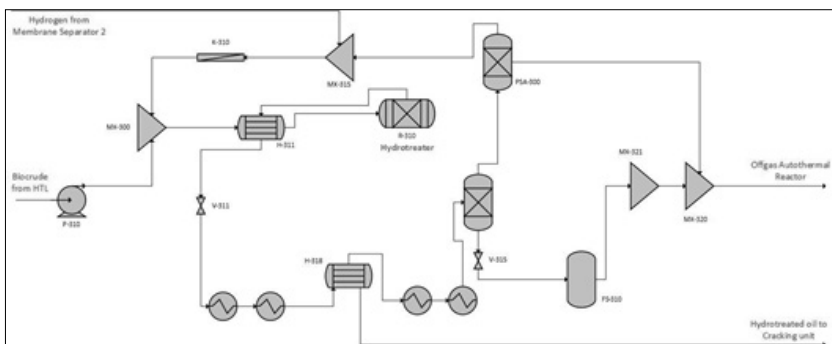 Hydrogen from
Membrane Separator 2
K-310
MX-315
PSA-300
MX-300
H-311
R-310
Hydrotreater
MX-321
Offgas Autothermal
Reactor
Biocrude
from HTL
P-310
V-311
MX-320
H-318
V-315
FS-310
Hydrotreated oil to
Cracking unit